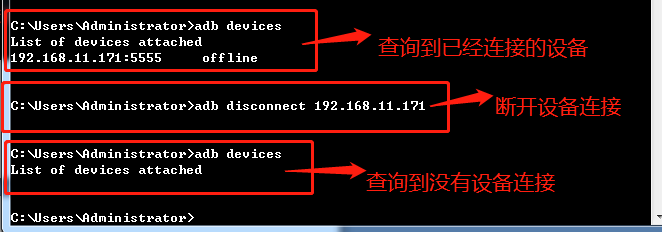 C:\Users\Administrator>adb devices
List of devices attached
192.168.11.171:5555 offline
查询到已经连接的设备
C:\Users\Administrator>adb disconnect 192.168.11.171
断开设备连接
C:\Users\Administrator>adb devices
List of devices attached
查询到没有设备连接
C:\Users\Administrator>